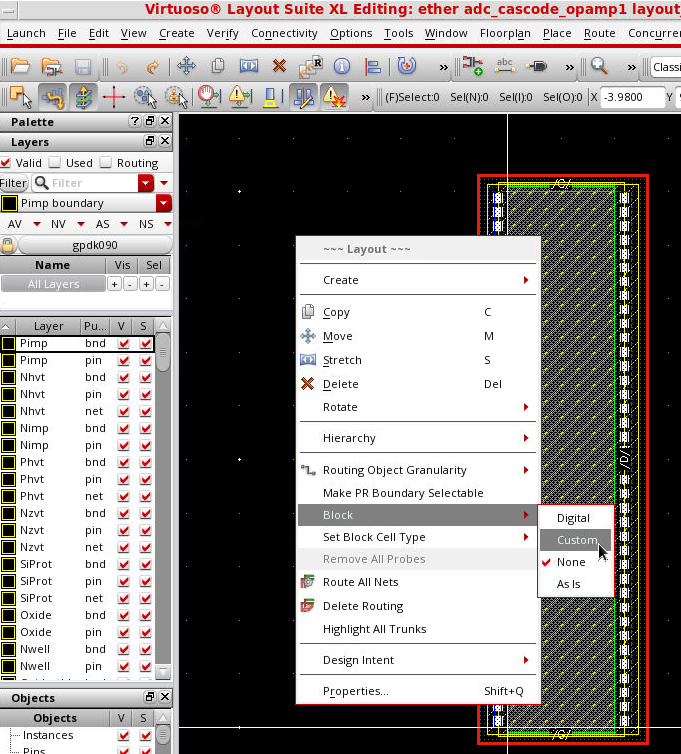 Virtuoso® Layout Suite XL Editing: ether adc_cascode_opamp1 layout
Launch File Edit View Create Verify Connectivity Options Tools Window Floorplan Place Route Concurre
Classi
(F)Select:0 Sel(N):0 Sel(I):0 Sel(O):0 X -3.9800 Y
Palette
Layers
Valid Used Routing
Filter Filter
Pimp boundary
AV NV AS NS
gpdk090
Name Vis Sel
All Layers + - + -
Layer Pu... V S
Pimp bnd
Pimp pin
Nhvt bnd
Nhvt pin
Nhvt net
Nimp bnd
Nimp pin
Phvt bnd
Phvt pin
Phvt net
Nzvt bnd
Nzvt pin
Nzvt net
SiProt bnd
SiProt pin
SiProt net
Oxide bnd
Oxide pin
Nwell bnd
Nwell pin
Objects
Objects V S
Instances
Pins
~~~ Layout ~~~
Create
Copy C
Move M
Stretch S
Delete Del
Rotate
Hierarchy
Routing Object Granularity
Make PR Boundary Selectable
Block
Set Block Cell Type
Remove All Probes
Route All Nets
Delete Routing
Highlight All Trunks
Design Intent
Properties... Shift+Q
Digital
Custom
None
As Is
/G/
/D/
/G/